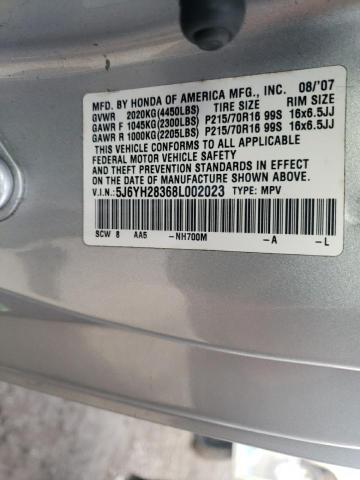 MFD. BY HONDA OF AMERICA MFG., INC. 08/'07
GVWR 2020KG(4450LBS) TIRE SIZE RIM SIZE
GAWR F 1045KG(2300LBS) P215/70R16 99S 16x6.5JJ
GAWR R 1000KG(2205LBS) P215/70R16 99S 16x6.5JJ
THIS VEHICLE CONFORMS TO ALL APPLICABLE
FEDERAL MOTOR VEHICLE SAFETY
STANDARDS IN EFFECT ON
THE DATE OF MANUFACTURE SHOWN ABOVE.
V.I.N.: 5J6YH28368L002023 TYPE: MPV
SCW 8 AA5 -NH700M -A -L